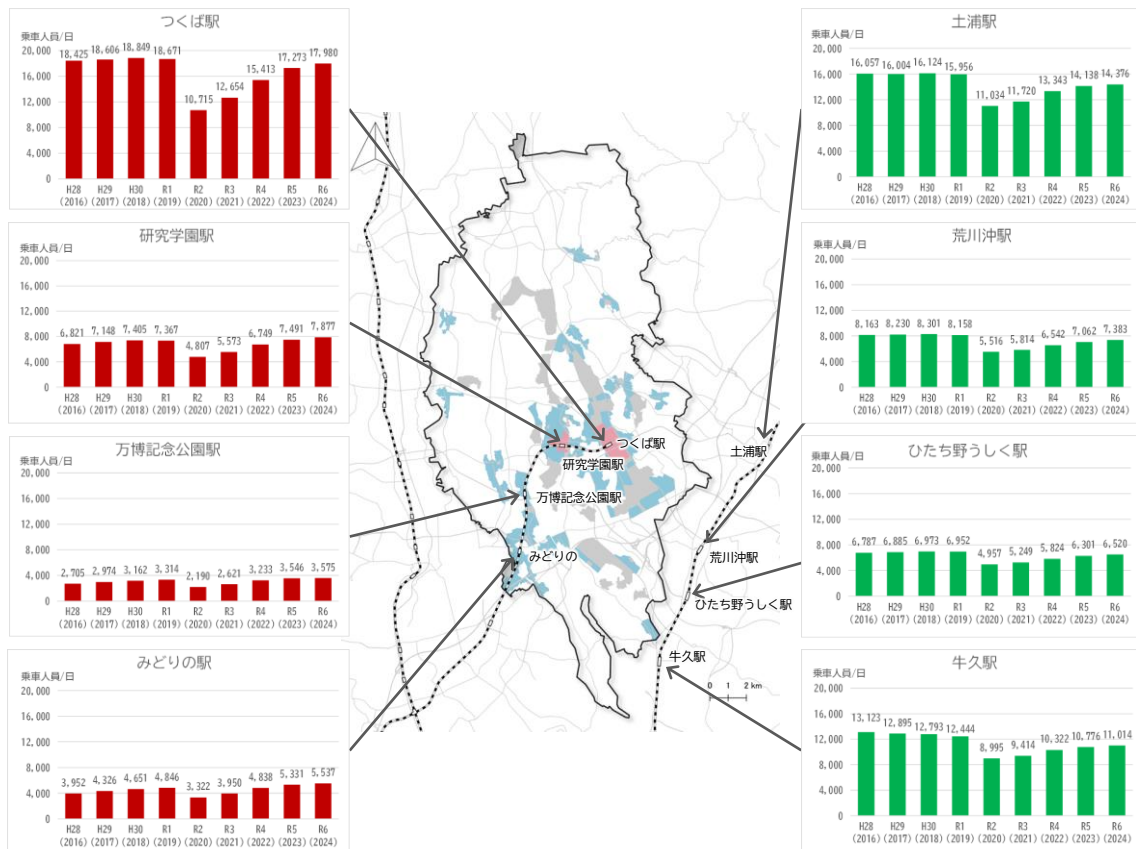 つくば駅
乗車人員/日
20,000
16,000
12,000
8,000
4,000
0
18,425 18,606 18,849 18,671 10,715 12,654 15,413 17,273 17,980
H28 H29 H30 R1 R2 R3 R4 R5 R6
(2016) (2017) (2018) (2019) (2020) (2021) (2022) (2023) (2024)
研究学園駅
乗車人員/日
20,000
16,000
12,000
8,000
4,000
0
6,821 7,148 7,405 7,367 4,807 5,573 6,749 7,491 7,877
H28 H29 H30 R1 R2 R3 R4 R5 R6
(2016) (2017) (2018) (2019) (2020) (2021) (2022) (2023) (2024)
万博記念公園駅
乗車人員/日
20,000
16,000
12,000
8,000
4,000
0
2,705 2,974 3,162 3,314 2,190 2,621 3,233 3,546 3,575
H28 H29 H30 R1 R2 R3 R4 R5 R6
(2016) (2017) (2018) (2019) (2020) (2021) (2022) (2023) (2024)
みどりの駅
乗車人員/日
20,000
16,000
12,000
8,000
4,000
0
3,952 4,326 4,651 4,846 3,322 3,950 4,838 5,331 5,537
H28 H29 H30 R1 R2 R3 R4 R5 R6
(2016) (2017) (2018) (2019) (2020) (2021) (2022) (2023) (2024)
つくば駅
研究学園駅
土浦駅
万博記念公園駅
みどりの
荒川沖駅
ひたち野うしく駅
牛久駅
0 1 2 km
土浦駅
乗車人員/日
20,000
16,000
12,000
8,000
4,000
0
16,057 16,004 16,124 15,956 11,034 11,720 13,343 14,138 14,376
H28 H29 H30 R1 R2 R3 R4 R5 R6
(2016) (2017) (2018) (2019) (2020) (2021) (2022) (2023) (2024)
荒川沖駅
乗車人員/日
20,000
16,000
12,000
8,000
4,000
0
8,163 8,230 8,301 8,158 5,516 5,814 6,542 7,062 7,383
H28 H29 H30 R1 R2 R3 R4 R5 R6
(2016) (2017) (2018) (2019) (2020) (2021) (2022) (2023) (2024)
ひたち野うしく駅
乗車人員/日
20,000
16,000
12,000
8,000
4,000
0
6,787 6,885 6,973 6,952 4,957 5,249 5,824 6,301 6,520
H28 H29 H30 R1 R2 R3 R4 R5 R6
(2016) (2017) (2018) (2019) (2020) (2021) (2022) (2023) (2024)
牛久駅
乗車人員/日
20,000
16,000
12,000
8,000
4,000
0
13,123 12,895 12,793 12,444 8,995 9,414 10,322 10,776 11,014
H28 H29 H30 R1 R2 R3 R4 R5 R6
(2016) (2017) (2018) (2019) (2020) (2021) (2022) (2023) (2024)